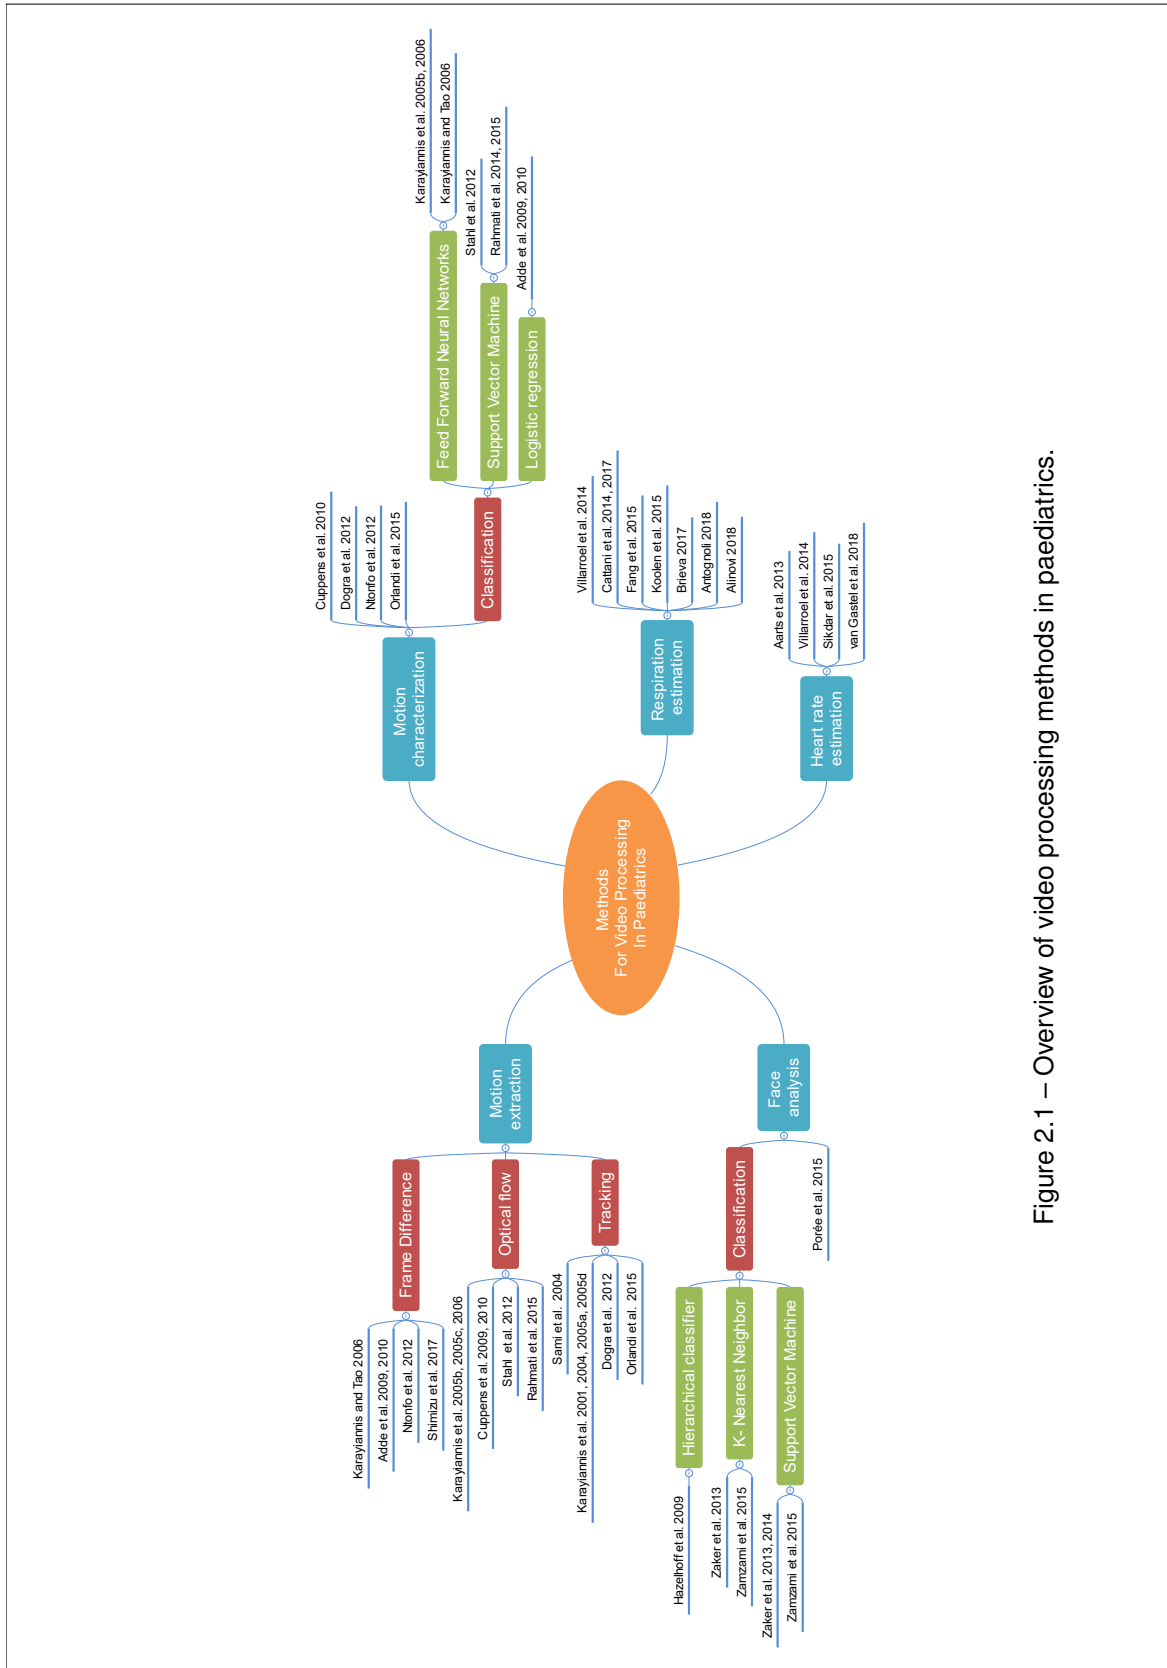 Karayiannis and Tao 2006
Adde et al. 2009, 2010
Ntonfo et al. 2012
Shimizu et al. 2017
Frame Difference
Karayiannis et al. 2005b, 2005c, 2006
Cuppens et al. 2009, 2010
Stahl et al. 2012
Rahmati et al. 2015
Optical flow
Sami et al. 2004
Karayiannis et al. 2001, 2004, 2005a, 2005d
Dogra et al. 2012
Orlandi et al. 2015
Tracking
Motion
extraction
Hazelhoff et al. 2009
Hierarchical classifier
Zaker et al. 2013
Zamzami et al. 2015
K- Nearest Neighbor
Zaker et al. 2013, 2014
Zamzami et al. 2015
Support Vector Machine
Classification
Porée et al. 2015
Face
analysis
Methods
For Video Processing
In Paediatrics
Motion
characterization
Cuppens et al. 2010
Dogra et al. 2012
Ntonfo et al. 2012
Orlandi et al. 2015
Classification
Feed Forward Neural Networks
Karayiannis et al. 2005b, 2006
Karayiannis and Tao 2006
Support Vector Machine
Stahl et al. 2012
Rahmati et al. 2014, 2015
Logistic regression
Adde et al. 2009, 2010
Respiration
estimation
Villarroel et al. 2014
Cattani et al. 2014, 2017
Fang et al. 2015
Koolen et al. 2015
Brieva 2017
Antognoli 2018
Alinovi 2018
Heart rate
estimation
Aarts et al. 2013
Villarroel et al. 2014
Sikdar et al. 2015
van Gastel et al. 2018
Figure 2.1 – Overview of video processing methods in paediatrics.